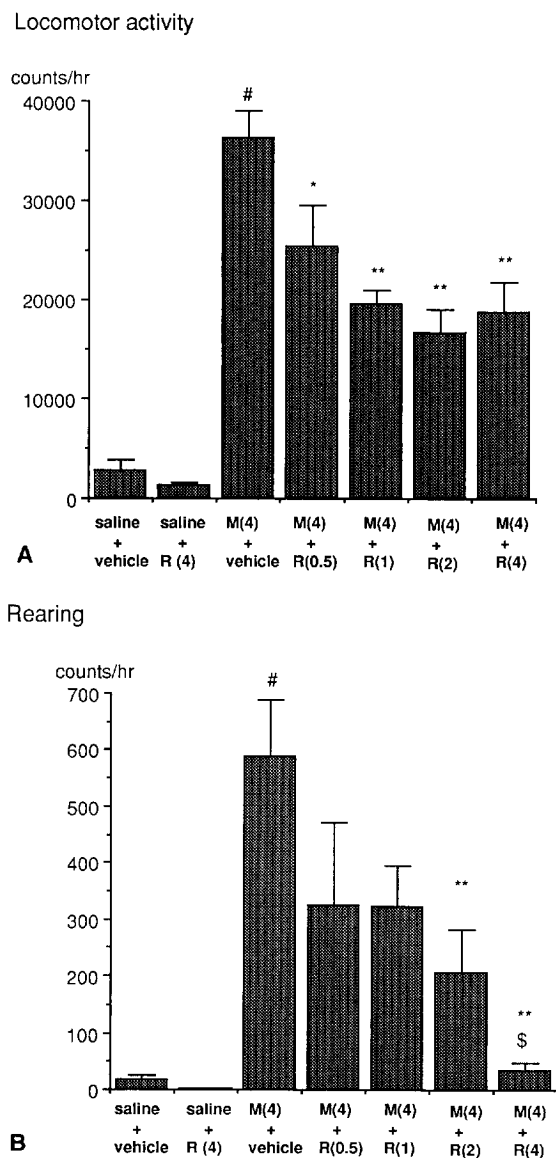 Locomotor activity
counts/hr
40000
#
30000
*
**
**
**
20000
10000
0
saline saline M(4) M(4) M(4) M(4) M(4)
+ + + + + + +
vehicle R (4) vehicle R(0.5) R(1) R(2) R(4)
A
Rearing
counts/hr
700
#
600
500
400
**
300
200
**
$
100
0
saline saline M(4) M(4) M(4) M(4) M(4)
+ + + + + + +
vehicle R (4) vehicle R(0.5) R(1) R(2) R(4)
B